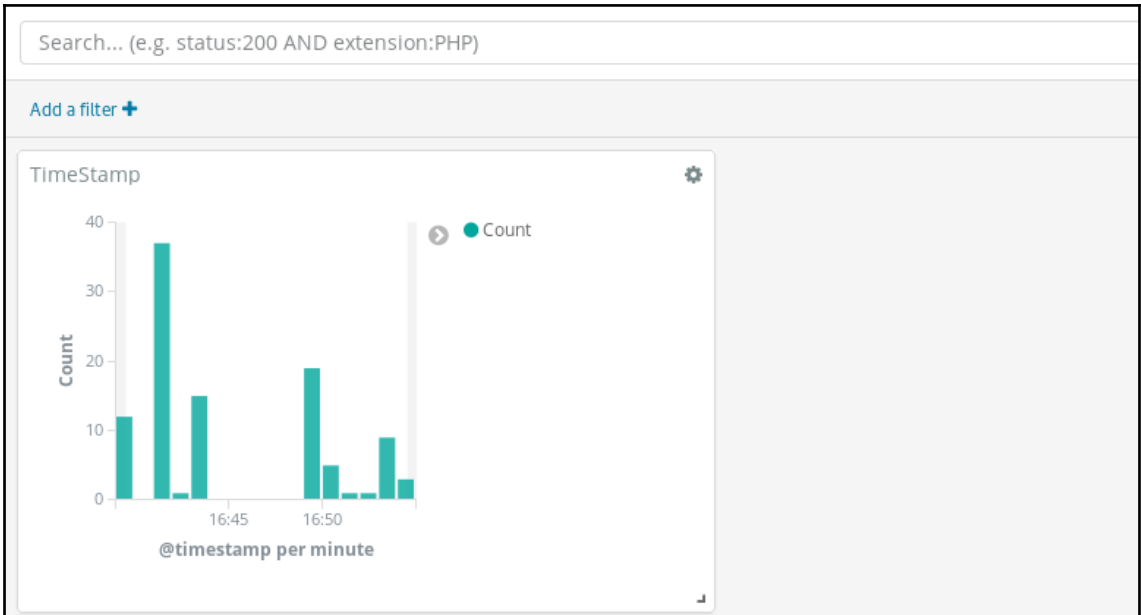 Search... (e.g. status:200 AND extension:PHP)
Add a filter
TimeStamp
40
30
20
10
0
Count
Count
16:45 16:50
@timestamp per minute